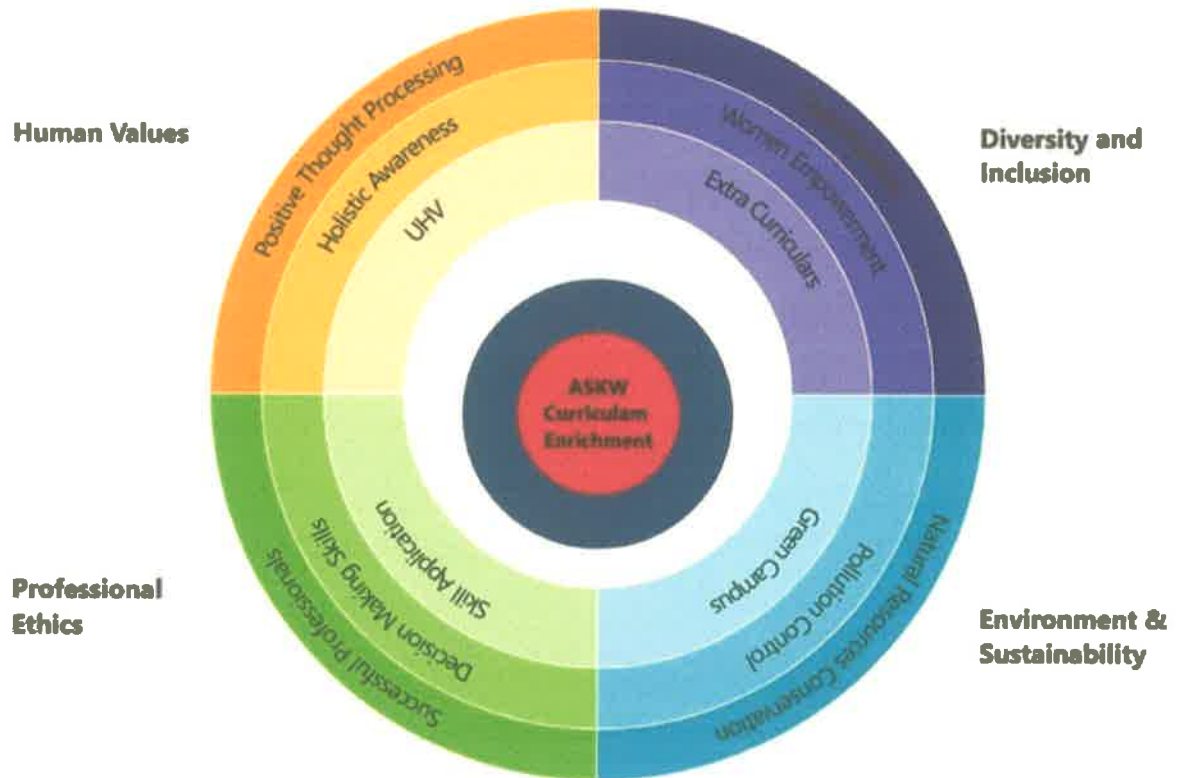 Human Values
Positive Thought Processing
Holistic Awareness
UHV
Women Empowerment
Extra Curriculars
Diversity and
Inclusion
ASKW
Curriculam
Enrichment
Professional
Ethics
Successful Professionals
Decision Making Skills
Skill Application
Green Campus
Pollution Control
Natural Resources Conservation
Environment &
Sustainability